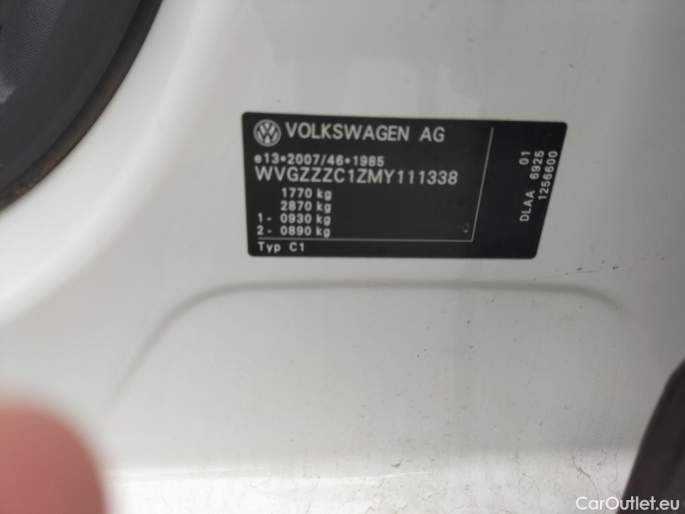 VOLKSWAGEN AG
e13*2007/46*1985
WVGZZZC1ZMY111338
1770 kg
2870 kg
1 - 0930 kg
2 - 0890 kg
Typ C1
01
DLAA 6925
1256600
CarOutlet.eu